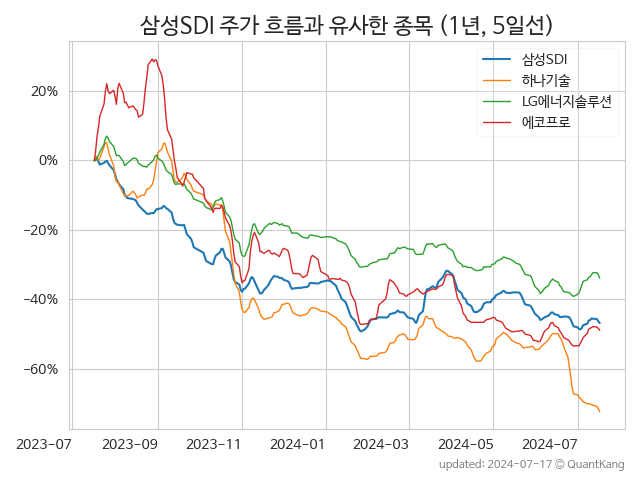 삼성SDI 주가 흐름과 유사한 종목 (1년, 5일선)
삼성SDI
하나기술
LG에너지솔루션
에코프로
20%
0%
−20%
−40%
−60%
2023-07 2023-09 2023-11 2024-01 2024-03 2024-05 2024-07
updated: 2024-07-17 © QuantKang